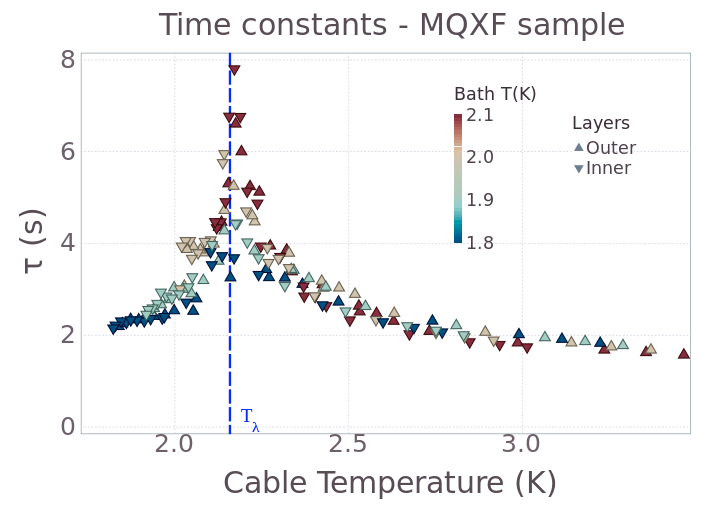 Time constants - MQXF sample
τ (s)
8
6
4
2
0
Bath T(K)
2.1
2.0
1.9
1.8
Layers
Outer
Inner
Tλ
2.0
2.5
3.0
Cable Temperature (K)